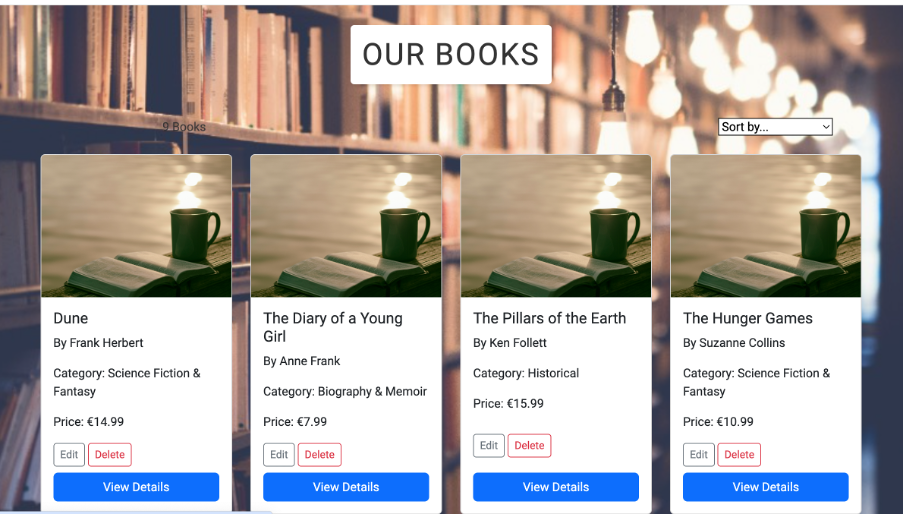 OUR BOOKS
9 Books
Sort by...
Dune
By Frank Herbert
Category: Science Fiction &
Fantasy
Price: €14.99
Edit
Delete
View Details
The Diary of a Young
Girl
By Anne Frank
Category: Biography & Memoir
Price: €7.99
Edit
Delete
View Details
The Pillars of the Earth
By Ken Follett
Category: Historical
Price: €15.99
Edit
Delete
View Details
The Hunger Games
By Suzanne Collins
Category: Science Fiction &
Fantasy
Price: €10.99
Edit
Delete
View Details